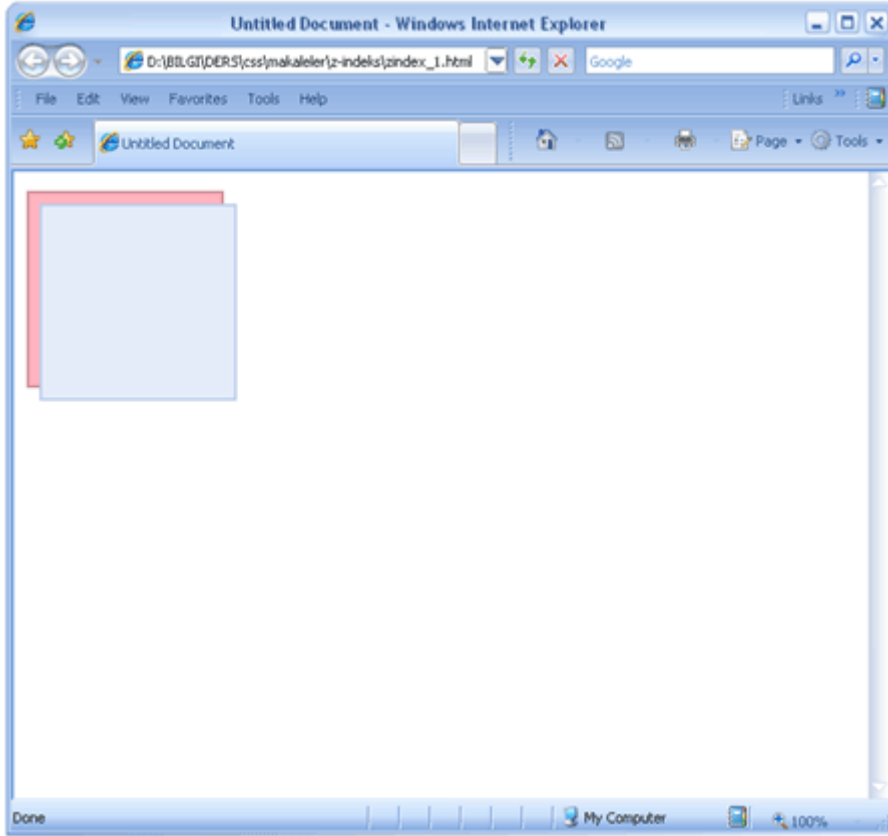 Untitled Document - Windows Internet Explorer
D:\BILGI\DERS\css\makaleler\z-indeks\zindex_1.html Google
File Edit View Favorites Tools Help Links »
Untitled Document Page Tools
Done My Computer 100%